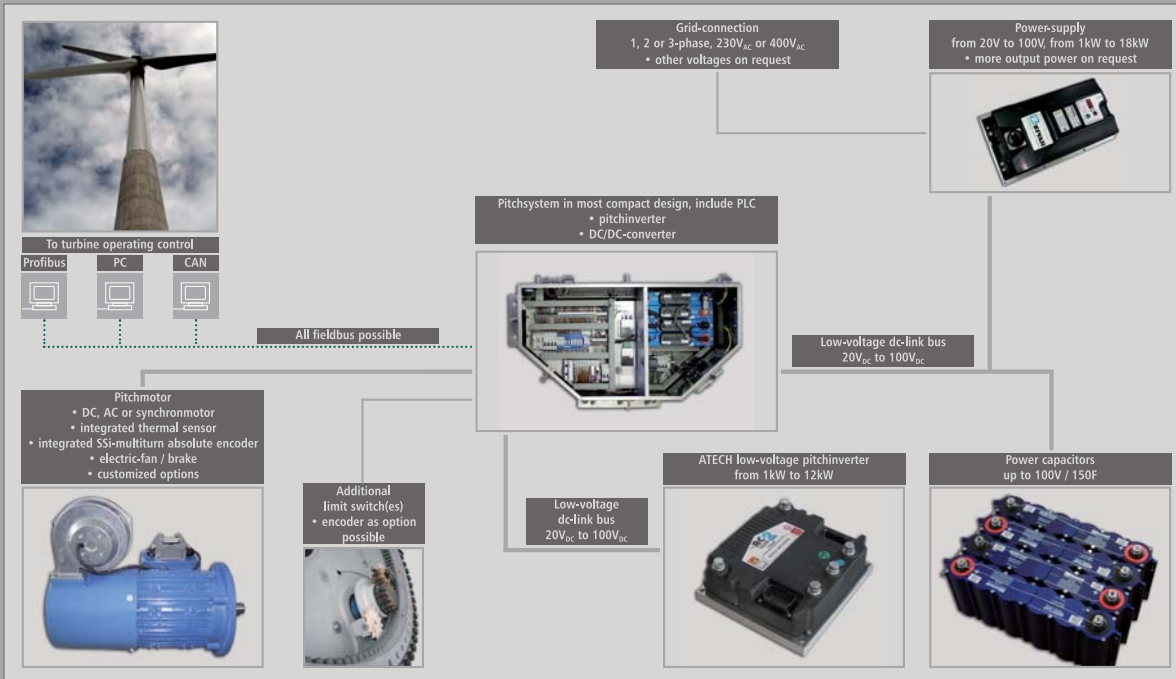 Grid-connection
1, 2 or 3-phase, 230VAC or 400VAC
• other voltages on request
Power-supply
from 20V to 100V, from 1kW to 18kW
• more output power on request
Pitchsystem in most compact design, include PLC
• pitchinverter
• DC/DC-converter
To turbine operating control
Profibus
PC
CAN
All fieldbus possible
Low-voltage dc-link bus
20VDC to 100VDC
Pitchmotor
• DC, AC or synchronmotor
• integrated thermal sensor
• integrated SSi-multiturn absolute encoder
• electric-fan / brake
• customized options
Additional
limit switch(es)
• encoder as option
possible
Low-voltage
dc-link bus
20VDC to 100VDC
ATECH low-voltage pitchinverter
from 1kW to 12kW
Power capacitors
up to 100V / 150F